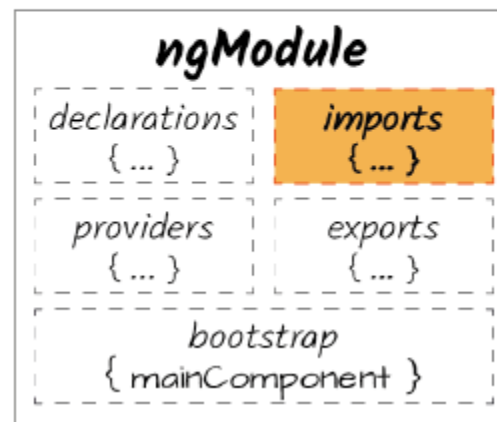 ngModule
declarations
{ ... }
imports
{ ... }
providers
{ ... }
exports
{ ... }
bootstrap
{ mainComponent }